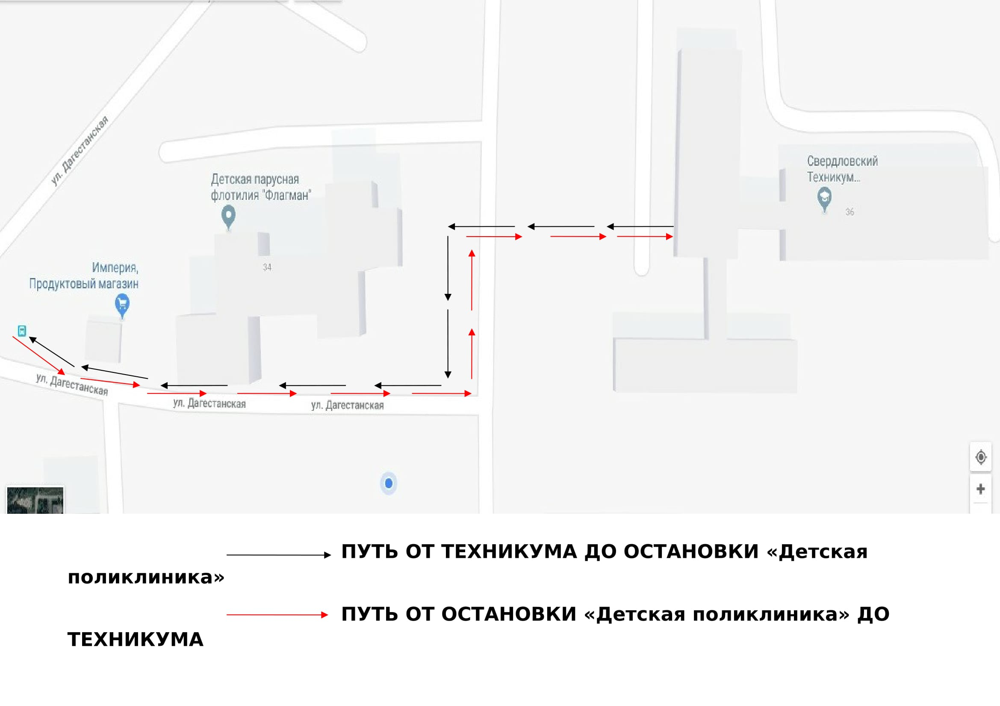 ул. Дагестанская
Детская парусная
флотилия "Флагман"
Свердловский
Техникум...
36
34
Империя,
Продуктовый магазин
ул. Дагестанская
ул. Дагестанская
ул. Дагестанская
ПУТЬ ОТ ТЕХНИКУМА ДО ОСТАНОВКИ «Детская
поликлиника»
ПУТЬ ОТ ОСТАНОВКИ «Детская поликлиника» ДО
ТЕХНИКУМА